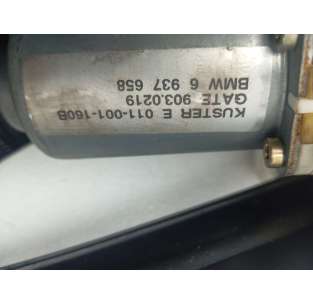 KUSTER E 011-001-160B
GATE 903.0219
BMW 6 937 658